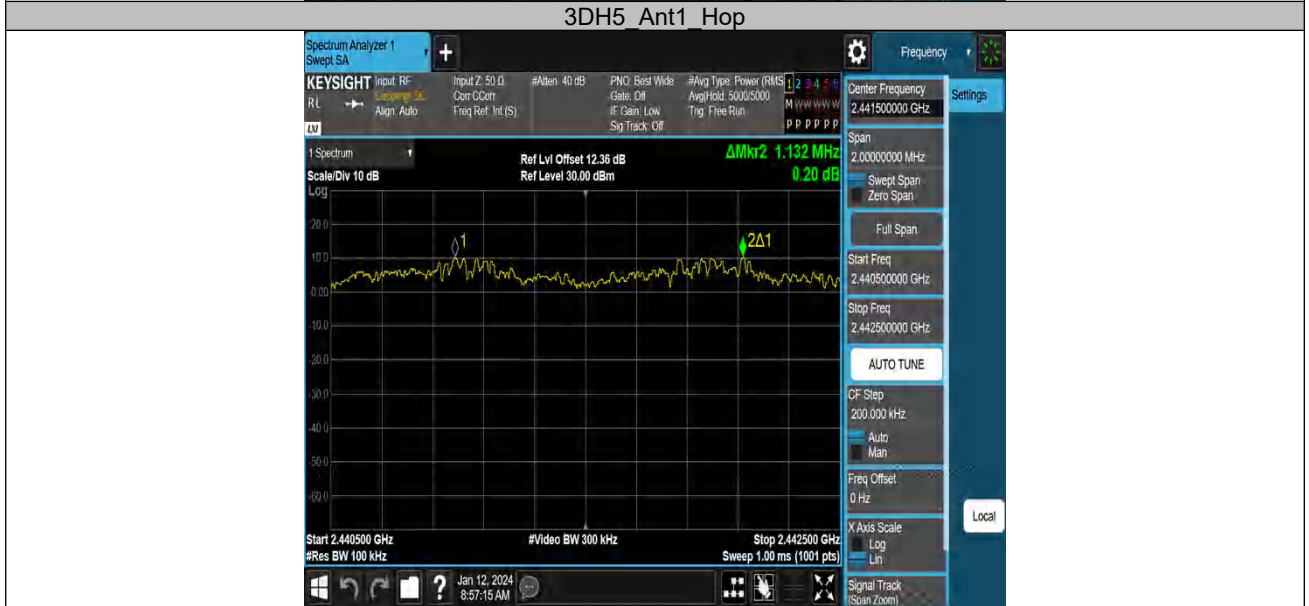 3DH5_Ant1_Hop
Spectrum Analyzer 1
Swept SA
+
Frequency
KEYSIGHT
RL
LXI
Input: RF
Coupling: DC
Align: Auto
Input Z: 50 Ω
Corr CCorr
Freq Ref: Int (S)
#Atten: 40 dB
PNO: Best Wide
Gate: Off
IF Gain: Low
Sig Track: Off
#Avg Type: Power (RMS
Avg|Hold: 5000/5000
Trig: Free Run
1 2 3 4 5 6
M W W W W W
P P P P P P
1 Spectrum
Scale/Div 10 dB
Log
Ref Lvl Offset 12.36 dB
Ref Level 30.00 dBm
ΔMkr2 1.132 MHz
0.20 dB
20.0
10.0
0.00
-10.0
-20.0
-30.0
-40.0
-50.0
-60.0
1
2Δ1
Start 2.440500 GHz
#Res BW 100 kHz
#Video BW 300 kHz
Stop 2.442500 GHz
Sweep 1.00 ms (1001 pts)
Center Frequency
2.441500000 GHz
Settings
Span
2.00000000 MHz
Swept Span
Zero Span
Full Span
Start Freq
2.440500000 GHz
Stop Freq
2.442500000 GHz
AUTO TUNE
CF Step
200.000 kHz
Auto
Man
Freq Offset
0 Hz
X Axis Scale
Log
Lin
Local
Signal Track
(Span Zoom)
?
Jan 12, 2024
8:57:15 AM